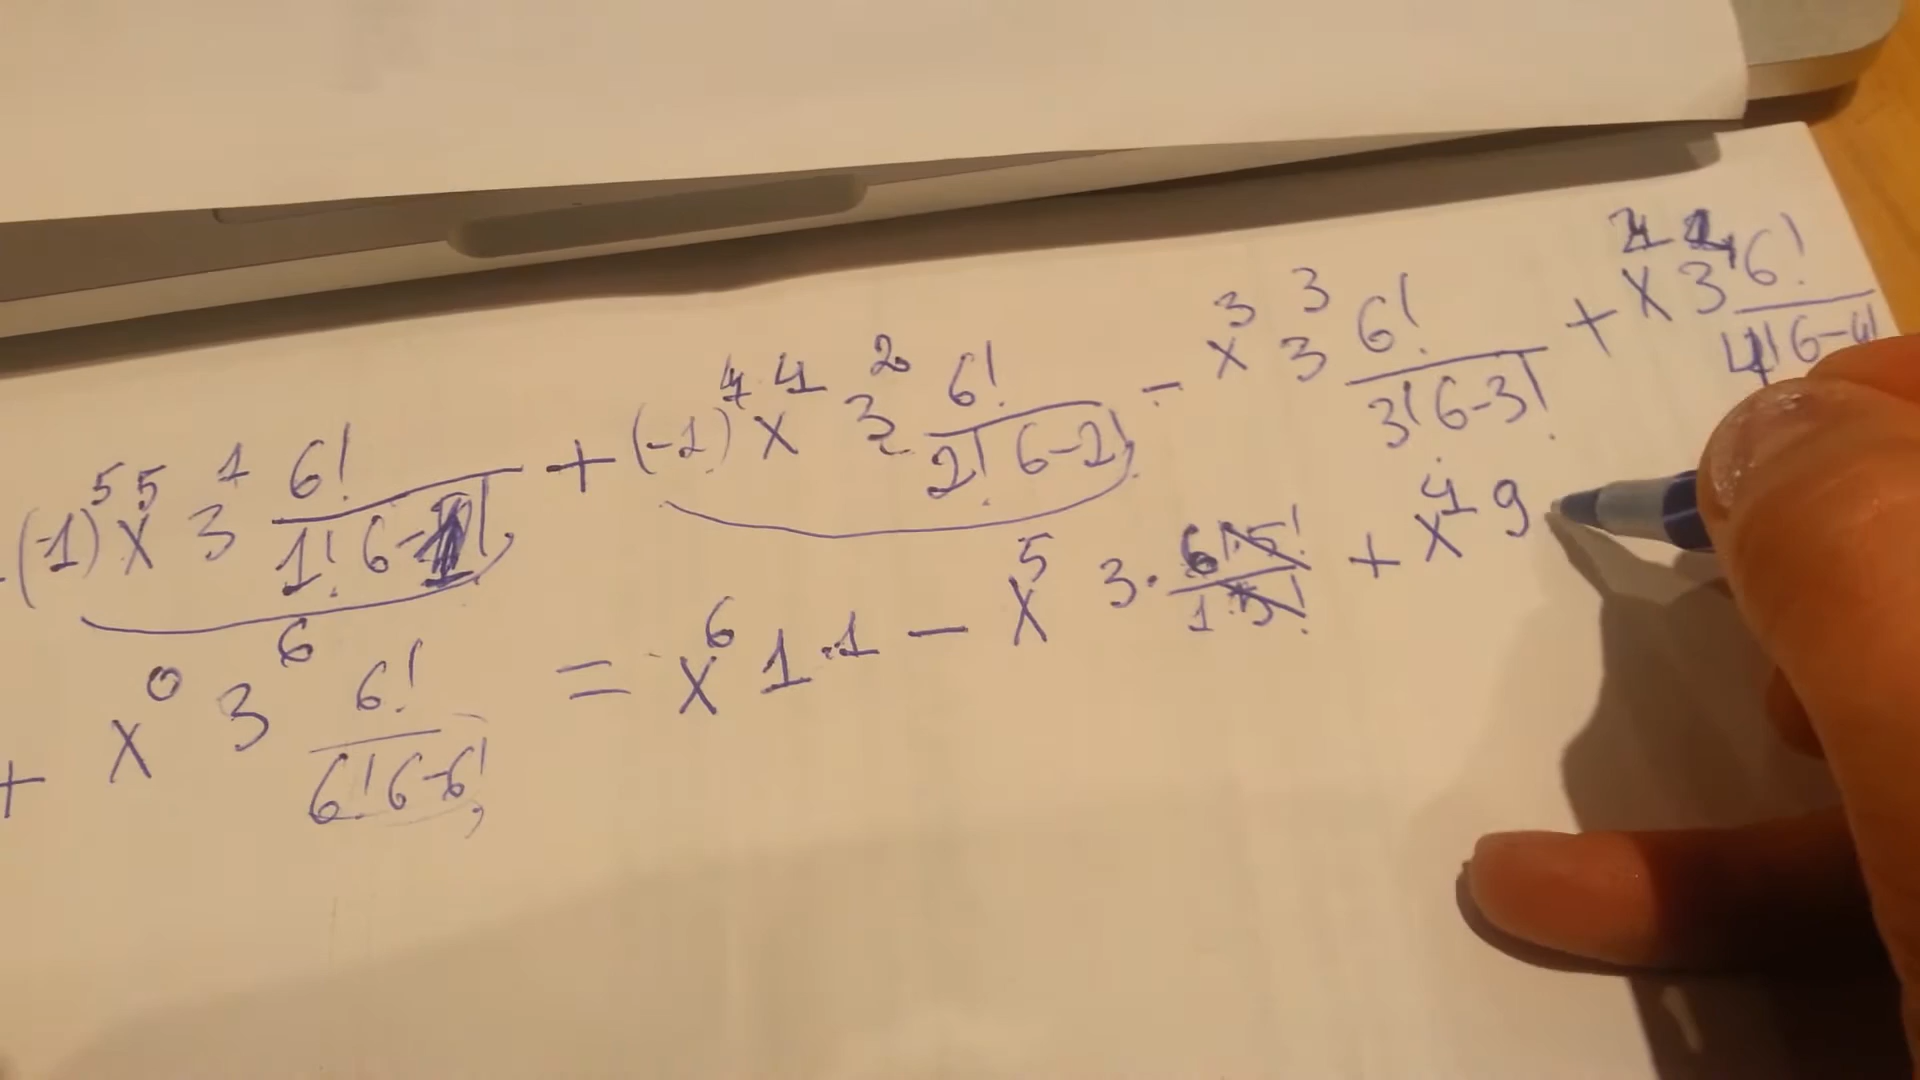 (-1)⁵ x⁵ 3¹ 6!/(1! 6-1!) + (-1)⁴ x⁴ 3² 6!/(2! 6-2!) - x³ 3³ 6!/(3! 6-3!) + x 3 6!/(4! 6-4!
+ x⁰ 3⁶ 6!/(6! 6-6!) = x⁶ 1·1 - x⁵ 3· 6!·5!/(1·5!) + x⁴ 9